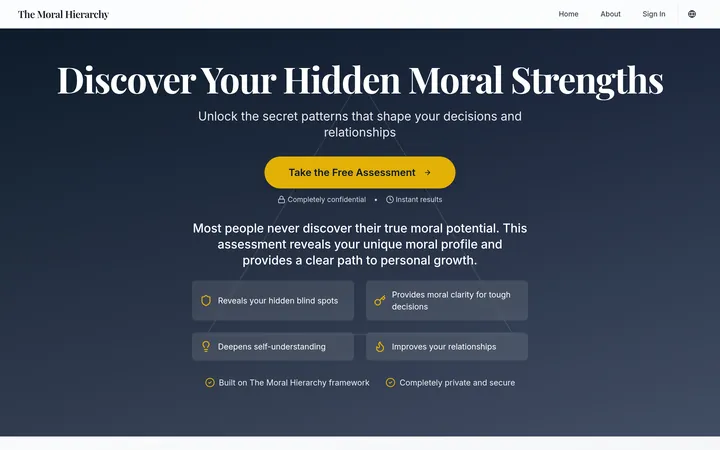 The Moral Hierarchy
Home About Sign In
Discover Your Hidden Moral Strengths
Unlock the secret patterns that shape your decisions and
relationships
Take the Free Assessment →
Completely confidential • Instant results
Most people never discover their true moral potential. This
assessment reveals your unique moral profile and
provides a clear path to personal growth.
Reveals your hidden blind spots
Provides moral clarity for tough
decisions
Deepens self-understanding
Improves your relationships
Built on The Moral Hierarchy framework
Completely private and secure